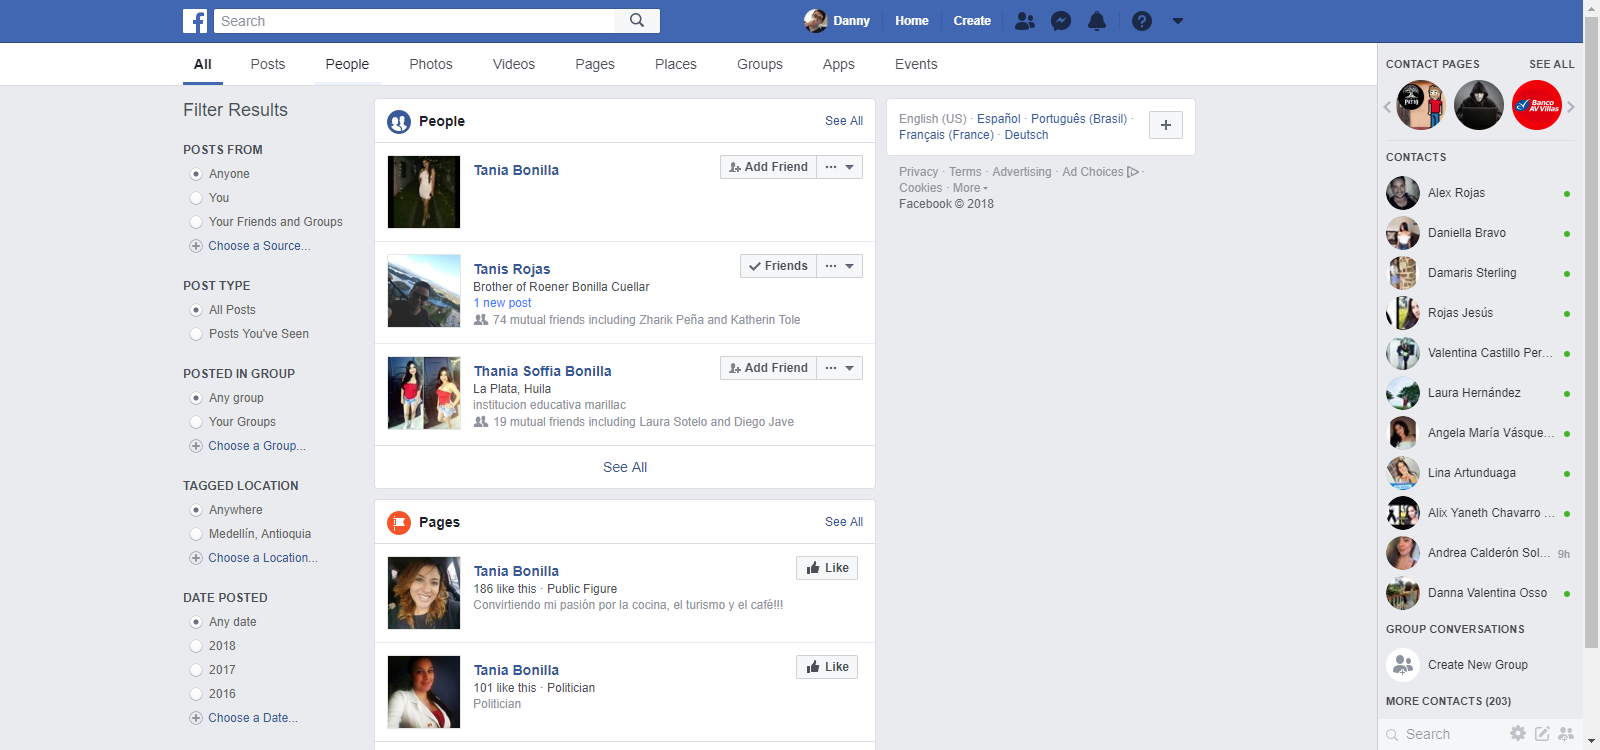 Search
Danny
Home
Create
All
Posts
People
Photos
Videos
Pages
Places
Groups
Apps
Events
Filter Results
POSTS FROM
Anyone
You
Your Friends and Groups
Choose a Source...
POST TYPE
All Posts
Posts You've Seen
POSTED IN GROUP
Any group
Your Groups
Choose a Group...
TAGGED LOCATION
Anywhere
Medellín, Antioquia
Choose a Location...
DATE POSTED
Any date
2018
2017
2016
Choose a Date...
People
See All
Tania Bonilla
Add Friend
Tanis Rojas
Friends
Brother of Roener Bonilla Cuellar
1 new post
74 mutual friends including Zharik Peña and Katherin Tole
Thania Soffia Bonilla
Add Friend
La Plata, Huila
institucion educativa marillac
19 mutual friends including Laura Sotelo and Diego Jave
See All
Pages
See All
Tania Bonilla
Like
186 like this · Public Figure
Convirtiendo mi pasión por la cocina, el turismo y el café!!!
Tania Bonilla
Like
101 like this · Politician
Politician
English (US) · Español · Português (Brasil) ·
Français (France) · Deutsch
Privacy · Terms · Advertising · Ad Choices ·
Cookies · More
Facebook © 2018
CONTACT PAGES
SEE ALL
Banco
AV Villas
CONTACTS
Alex Rojas
Daniella Bravo
Damaris Sterling
Rojas Jesús
Valentina Castillo Per...
Laura Hernández
Angela María Vásque...
Lina Artunduaga
Alix Yaneth Chavarro ...
Andrea Calderón Sol... 9h
Danna Valentina Osso
GROUP CONVERSATIONS
Create New Group
MORE CONTACTS (203)
Search